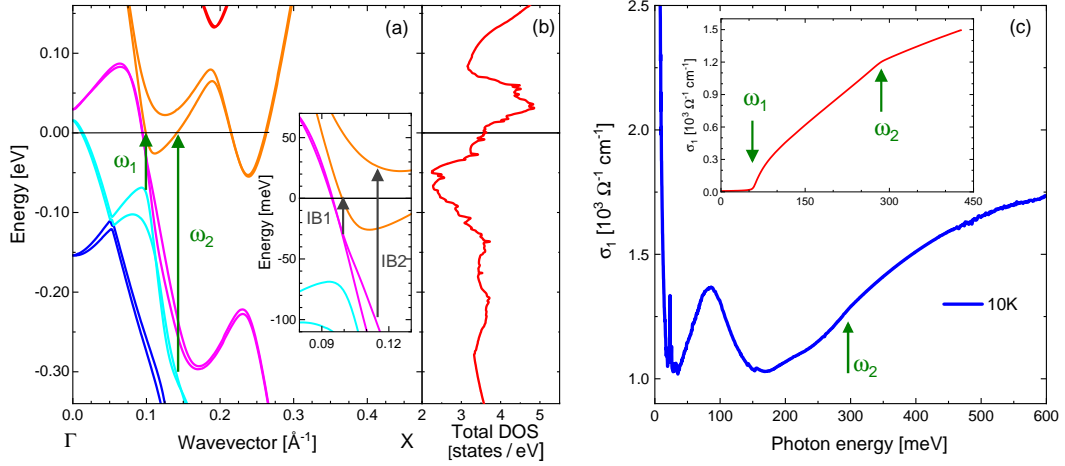 (a)
0.10
0.00
-0.10
-0.20
-0.30
Energy [eV]
0.0
0.1
0.2
0.3
0.4
Γ
Wavevector [Å⁻¹]
X
ω₁
ω₂
50
0
-50
-100
Energy [meV]
0.09
0.12
IB1
IB2
(b)
2
3
4
5
Total DOS
[states / eV]
(c)
2.5
2.0
1.5
1.0
σ₁ [10³ Ω⁻¹ cm⁻¹]
0
100
200
300
400
500
600
Photon energy [meV]
10K
ω₂
1.5
1.2
0.9
0.6
0.3
0.0
σ₁ [10³ Ω⁻¹ cm⁻¹]
0
150
300
450
ω₁
ω₂